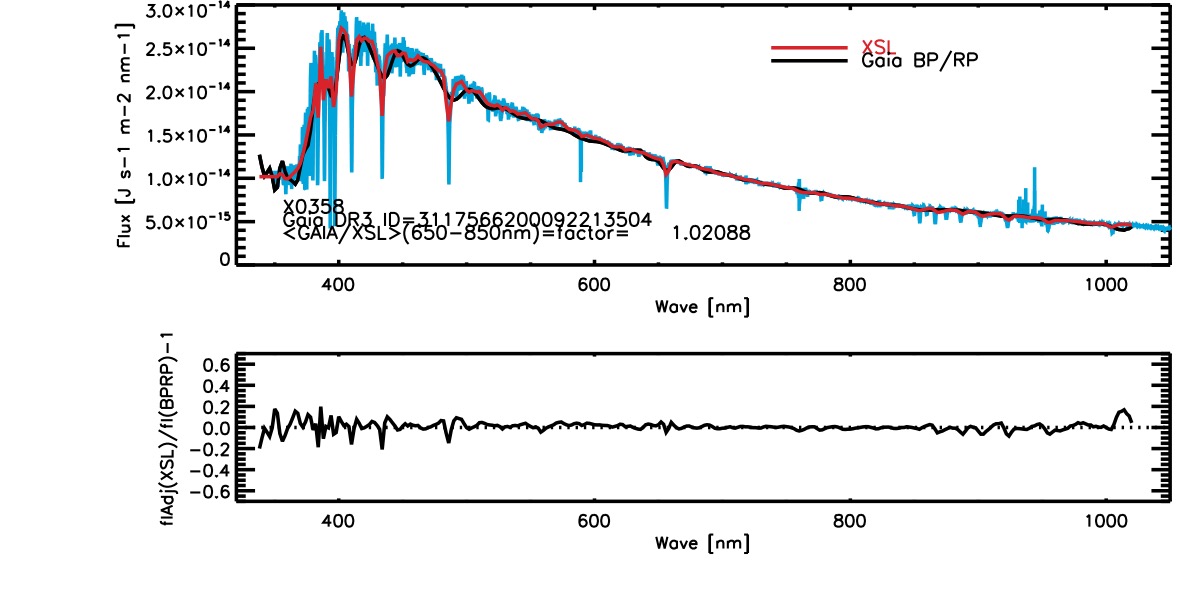 3.0×10−14
2.5×10−14
2.0×10−14
1.5×10−14
1.0×10−14
5.0×10−15
0
Flux [J s−1 m−2 nm−1]
XSL
Gaia BP/RP
X0358
Gaia DR3 ID=3117566200092213504
<GAIA/XSL>(650−850nm)=factor= 1.02088
400 600 800 1000
Wave [nm]
0.6
0.4
0.2
0.0
−0.2
−0.4
−0.6
flAdj(XSL)/fl(BPRP)−1
400 600 800 1000
Wave [nm]